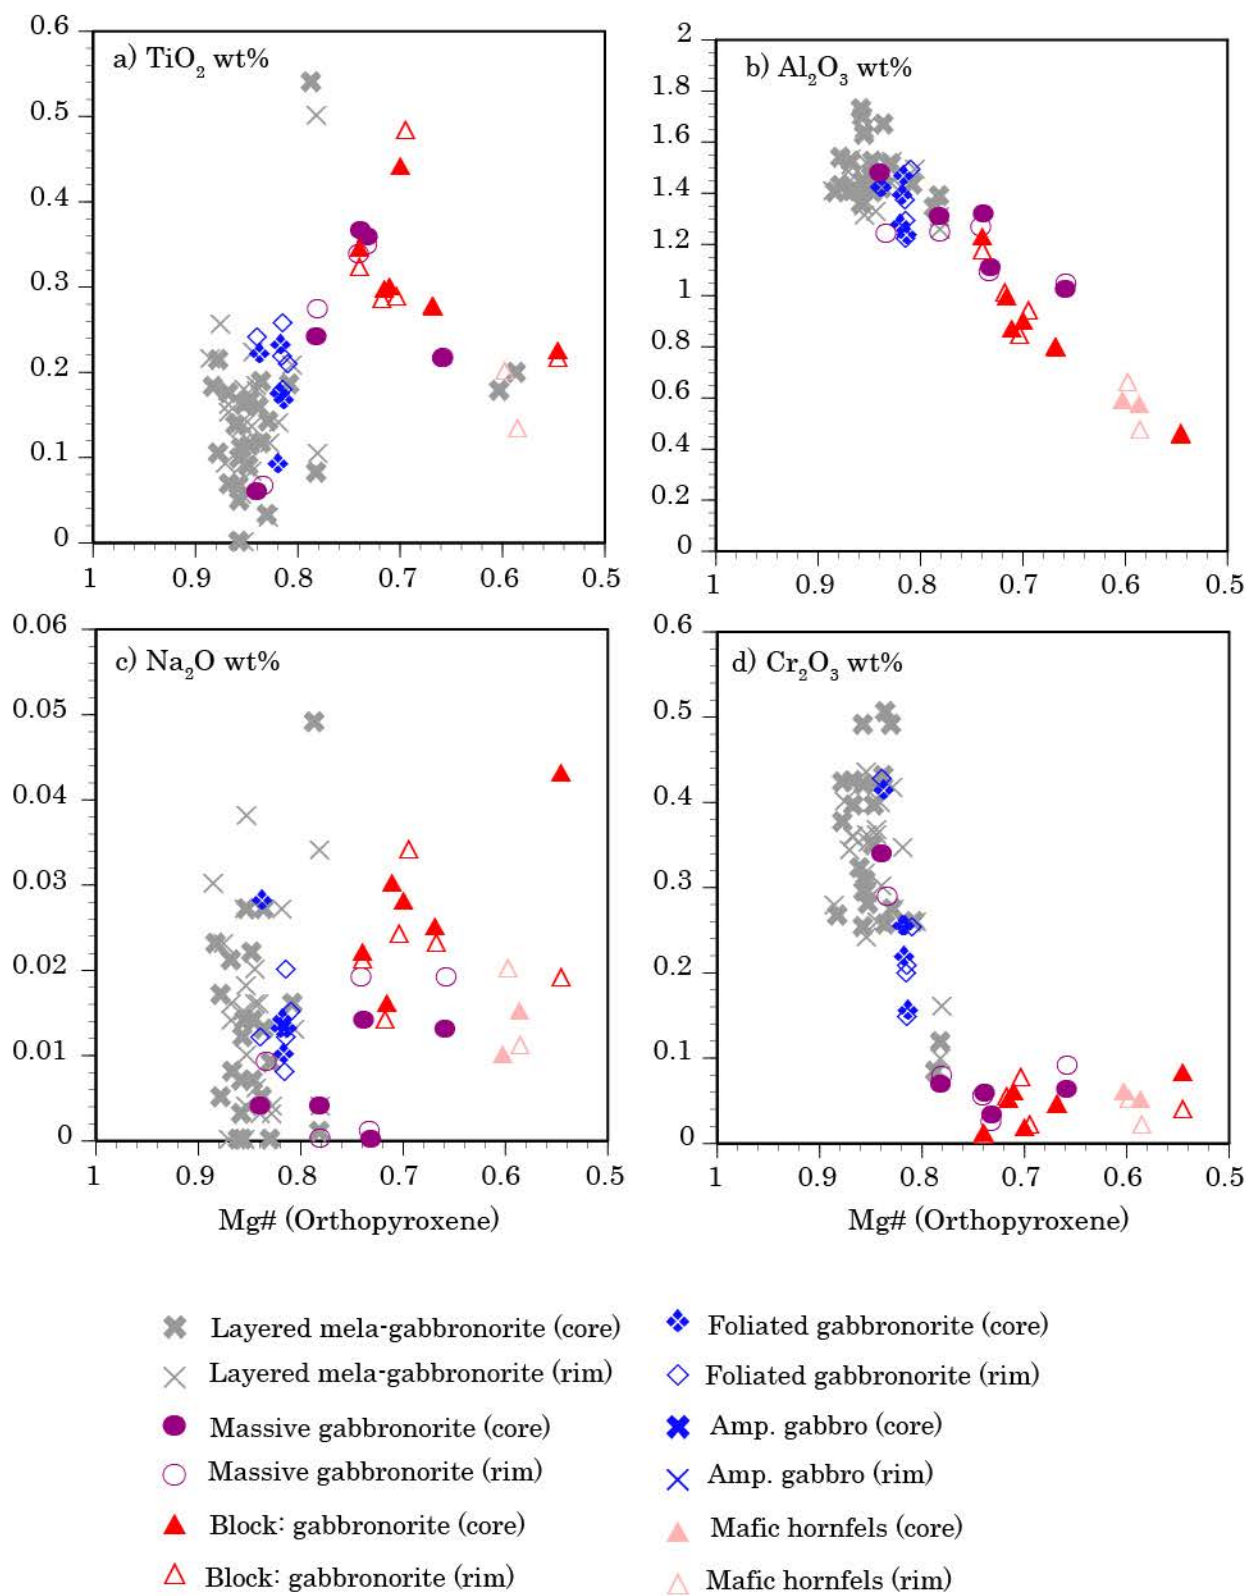 a) TiO2 wt%
0.6
0.5
0.4
0.3
0.2
0.1
0
1 0.9 0.8 0.7 0.6 0.5
b) Al2O3 wt%
2
1.8
1.6
1.4
1.2
1
0.8
0.6
0.4
0.2
0
1 0.9 0.8 0.7 0.6 0.5
c) Na2O wt%
0.06
0.05
0.04
0.03
0.02
0.01
0
1 0.9 0.8 0.7 0.6 0.5
Mg# (Orthopyroxene)
d) Cr2O3 wt%
0.6
0.5
0.4
0.3
0.2
0.1
0
1 0.9 0.8 0.7 0.6 0.5
Mg# (Orthopyroxene)
Layered mela-gabbronorite (core)
Layered mela-gabbronorite (rim)
Massive gabbronorite (core)
Massive gabbronorite (rim)
Block: gabbronorite (core)
Block: gabbronorite (rim)
Foliated gabbronorite (core)
Foliated gabbronorite (rim)
Amp. gabbro (core)
Amp. gabbro (rim)
Mafic hornfels (core)
Mafic hornfels (rim)